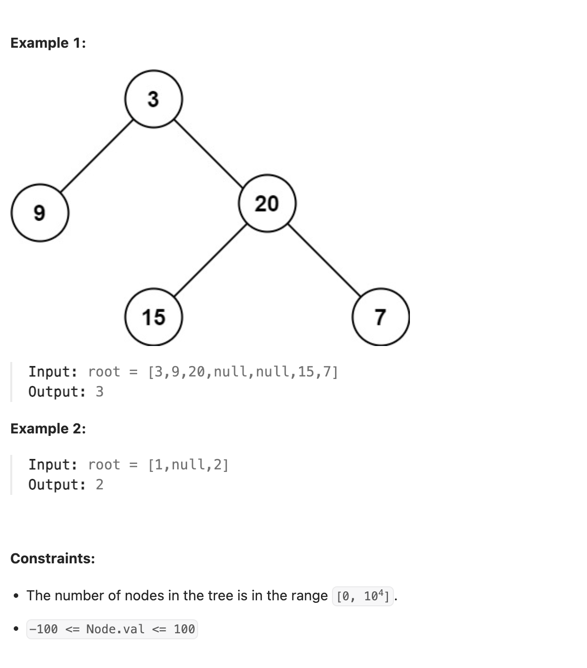 Example 1:
3
9
20
15
7
Input: root = [3,9,20,null,null,15,7]
Output: 3
Example 2:
Input: root = [1,null,2]
Output: 2
Constraints:
• The number of nodes in the tree is in the range [0, 10⁴].
• -100 <= Node.val <= 100